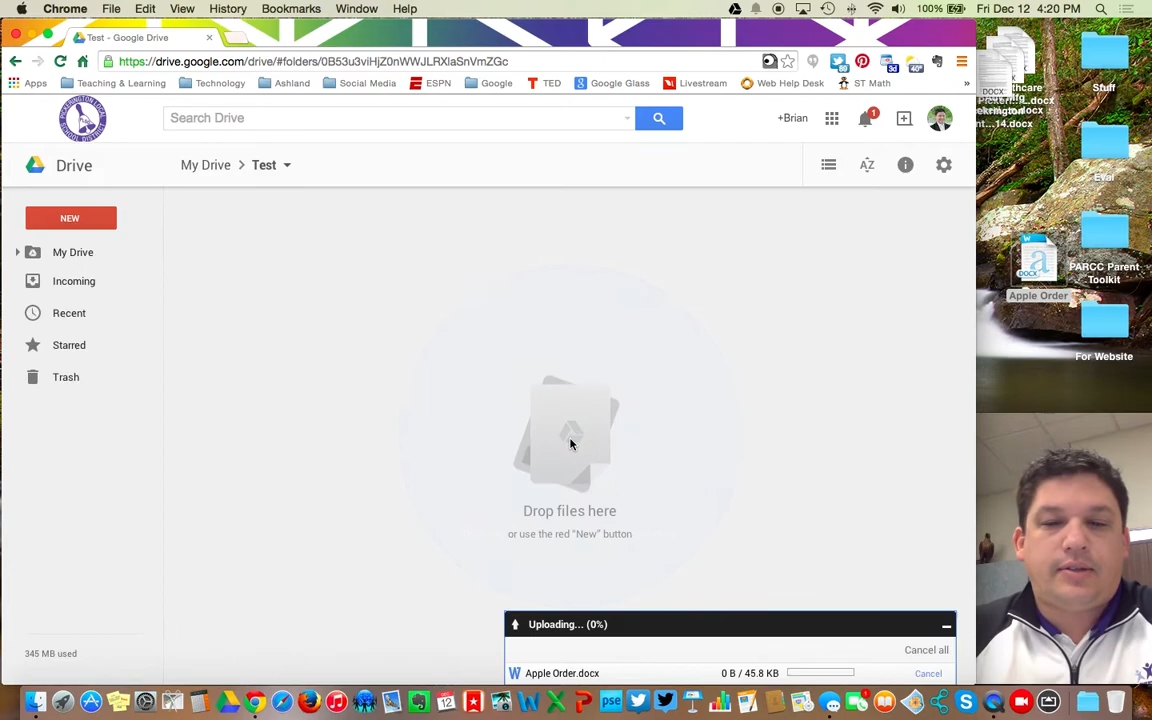 Chrome File Edit View History Bookmarks Window Help 100% Fri Dec 12 4:20 PM
Test - Google Drive
https://drive.google.com/drive/#folders/0B53u3viHjZ0nWWJLRXlaSnVmZGc
Apps Teaching & Learning Technology Ashland Social Media ESPN Google TED Google Glass Livestream Web Help Desk ST Math »
Search Drive
+Brian
1
Drive
My Drive > Test
AZ
NEW
My Drive
Incoming
Recent
Starred
Trash
Drop files here
or use the red "New" button
345 MB used
Uploading... (0%)
Cancel all
Apple Order.docx 0 B / 45.8 KB Cancel
Stuff
Eval
DOCX
Apple Order
PARCC Parent
Toolkit
For Website